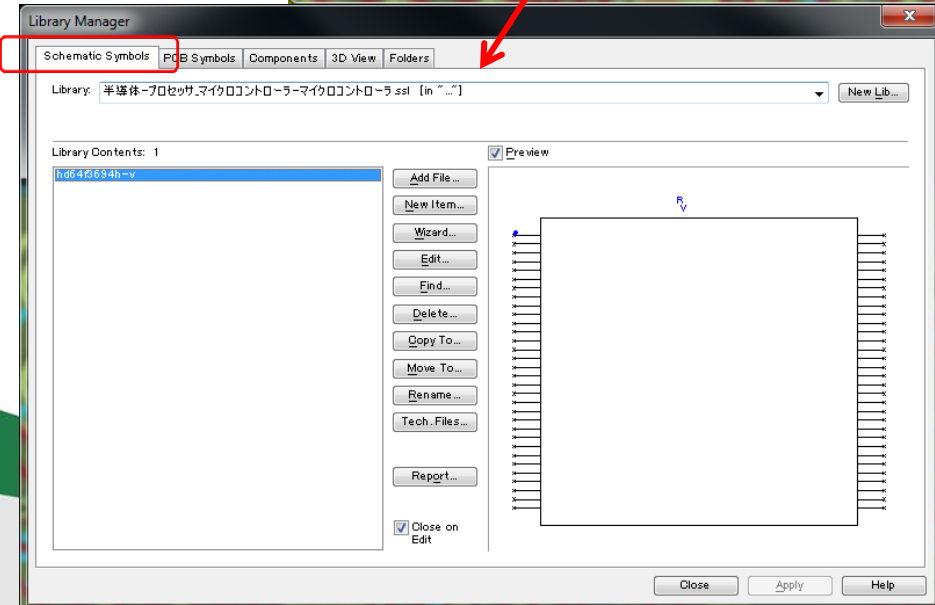 Library Manager
Schematic Symbols PCB Symbols Components 3D View Folders
Library: 半導体-プロセッサ_マイクロコントローラーマイクロコントローラ.ssl [in "..."]
New Lib...
Library Contents: 1
Preview
hd64f3694h-v
Add File...
New Item...
Wizard...
Edit...
Find...
Delete...
Copy To...
Move To...
Rename...
Tech. Files...
Report...
Close on
Edit
R
V
Close Apply Help